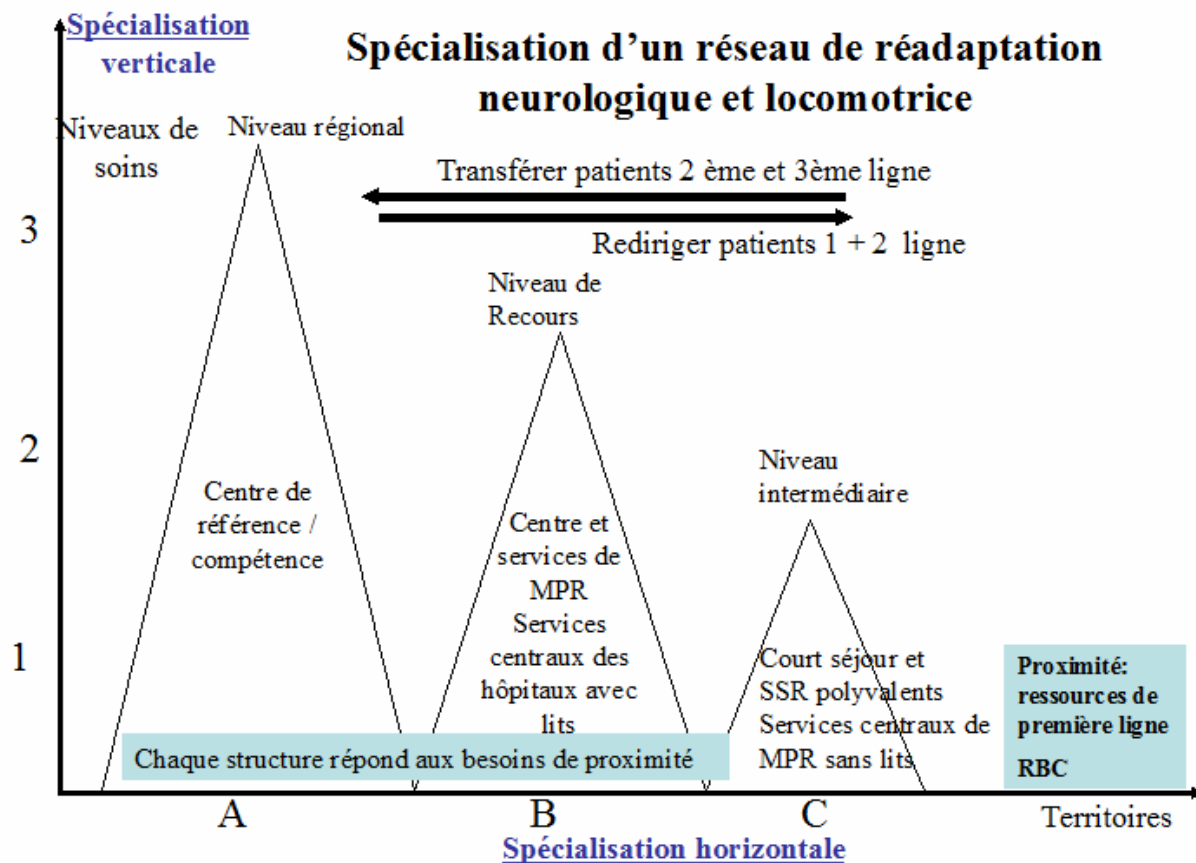 Spécialisation
verticale
Spécialisation d’un réseau de réadaptation
neurologique et locomotrice
Niveaux de
soins
Niveau régional
Transférer patients 2 ème et 3ème ligne
Rediriger patients 1 + 2 ligne
3
Niveau de
Recours
2
Niveau
intermédiaire
Centre de
référence /
compétence
Centre et
services de
MPR
Services
centraux des
hôpitaux avec
lits
1
Court séjour et
SSR polyvalents
Services centraux de
MPR sans lits
Proximité:
ressources de
première ligne
RBC
Chaque structure répond aux besoins de proximité
A
B
C
Territoires
Spécialisation horizontale